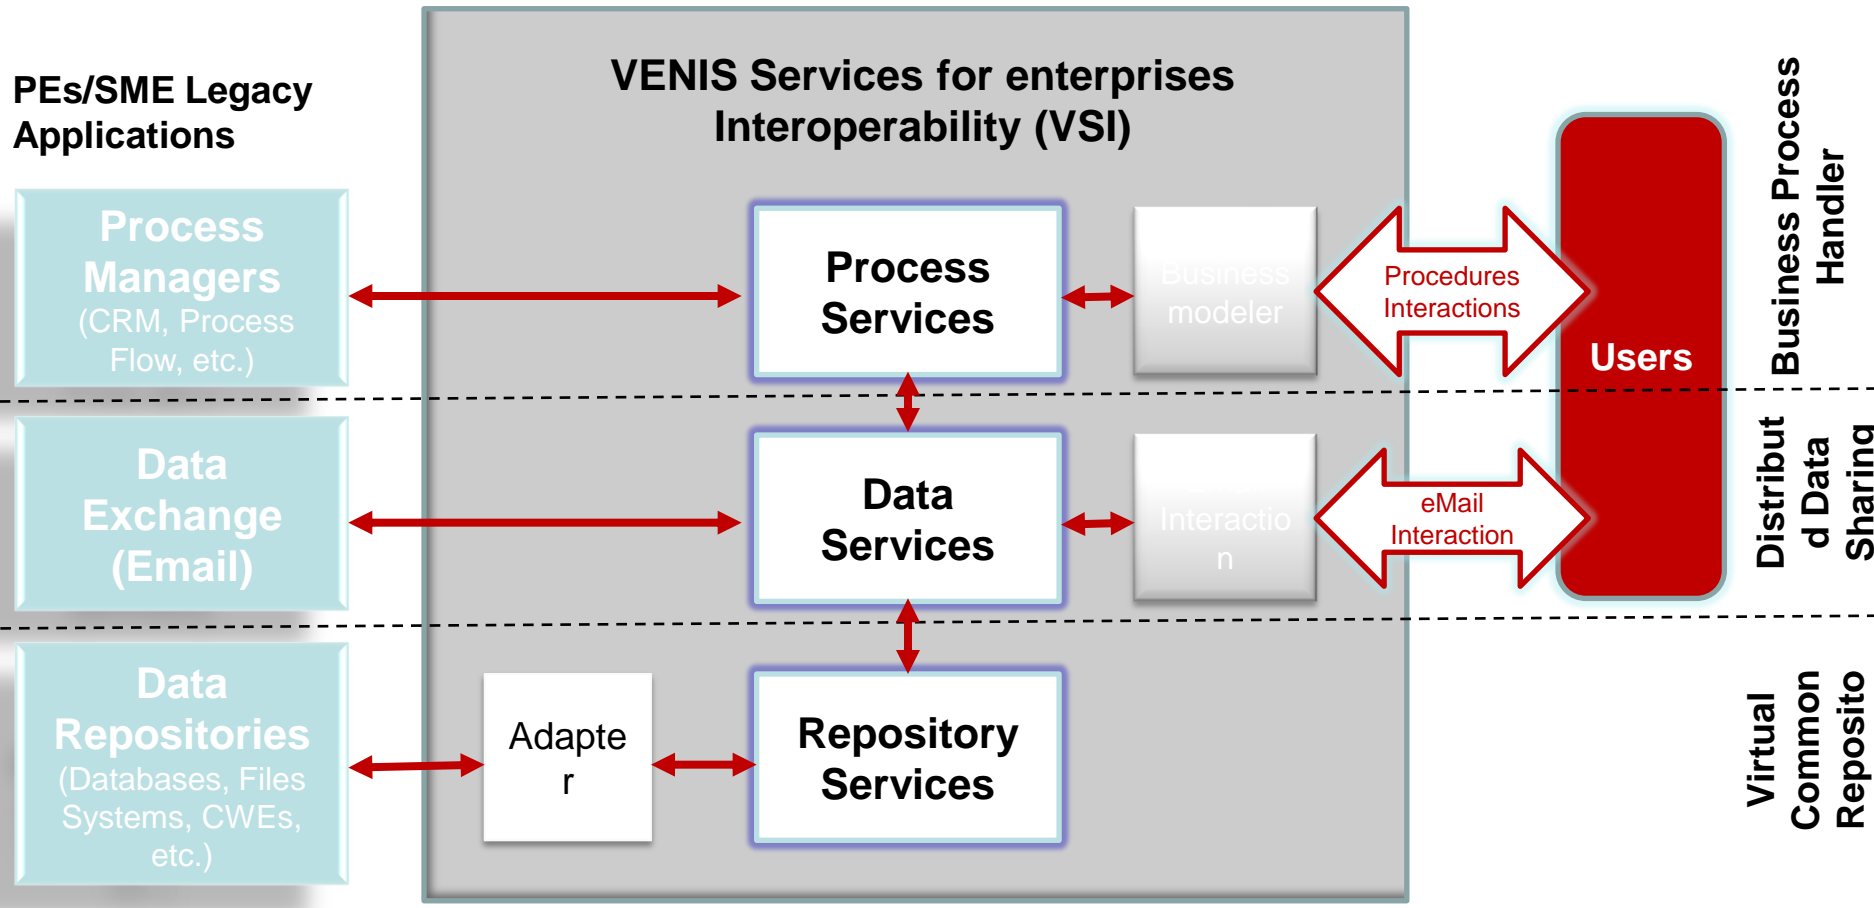 PEs/SME Legacy
Applications
VENIS Services for enterprises
Interoperability (VSI)
Process
Managers
(CRM, Process
Flow, etc.)
Process
Services
Business
modeler
Procedures
Interactions
Users
Business Process
Handler
Data
Exchange
(Email)
Data
Services
Interactio
n
eMail
Interaction
Distribut
d Data
Sharing
Data
Repositories
(Databases, Files
Systems, CWEs,
etc.)
Adapte
r
Repository
Services
Virtual
Common
Reposito